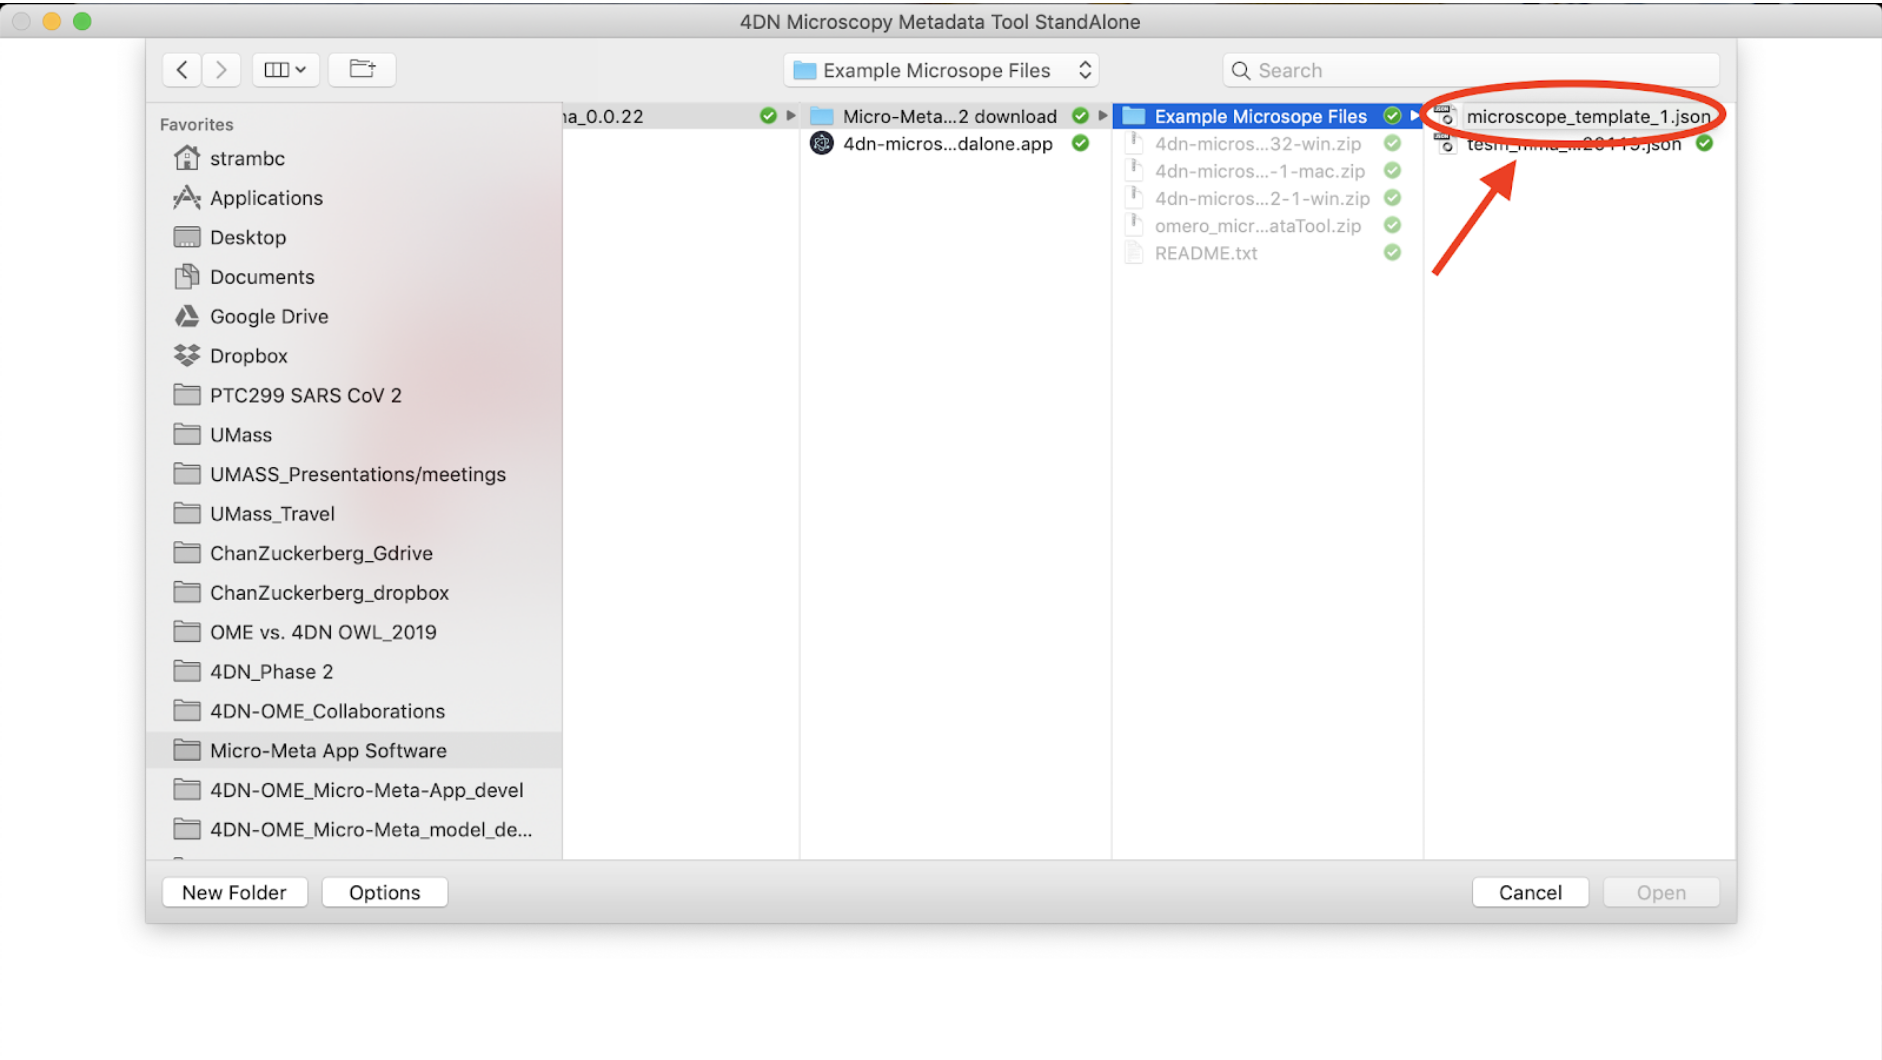 4DN Microscopy Metadata Tool StandAlone
Example Microsope Files
Search
Favorites
strambc
Applications
Desktop
Documents
Google Drive
Dropbox
PTC299 SARS CoV 2
UMass
UMASS_Presentations/meetings
UMass_Travel
ChanZuckerberg_Gdrive
ChanZuckerberg_dropbox
OME vs. 4DN OWL_2019
4DN_Phase 2
4DN-OME_Collaborations
Micro-Meta App Software
4DN-OME_Micro-Meta-App_devel
4DN-OME_Micro-Meta_model_de...
na_0.0.22
Micro-Meta...2 download
4dn-micros...dalone.app
Example Microsope Files
4dn-micros...32-win.zip
4dn-micros...-1-mac.zip
4dn-micros...2-1-win.zip
omero_micr...ataTool.zip
README.txt
microscope_template_1.json
New Folder
Options
Cancel
Open